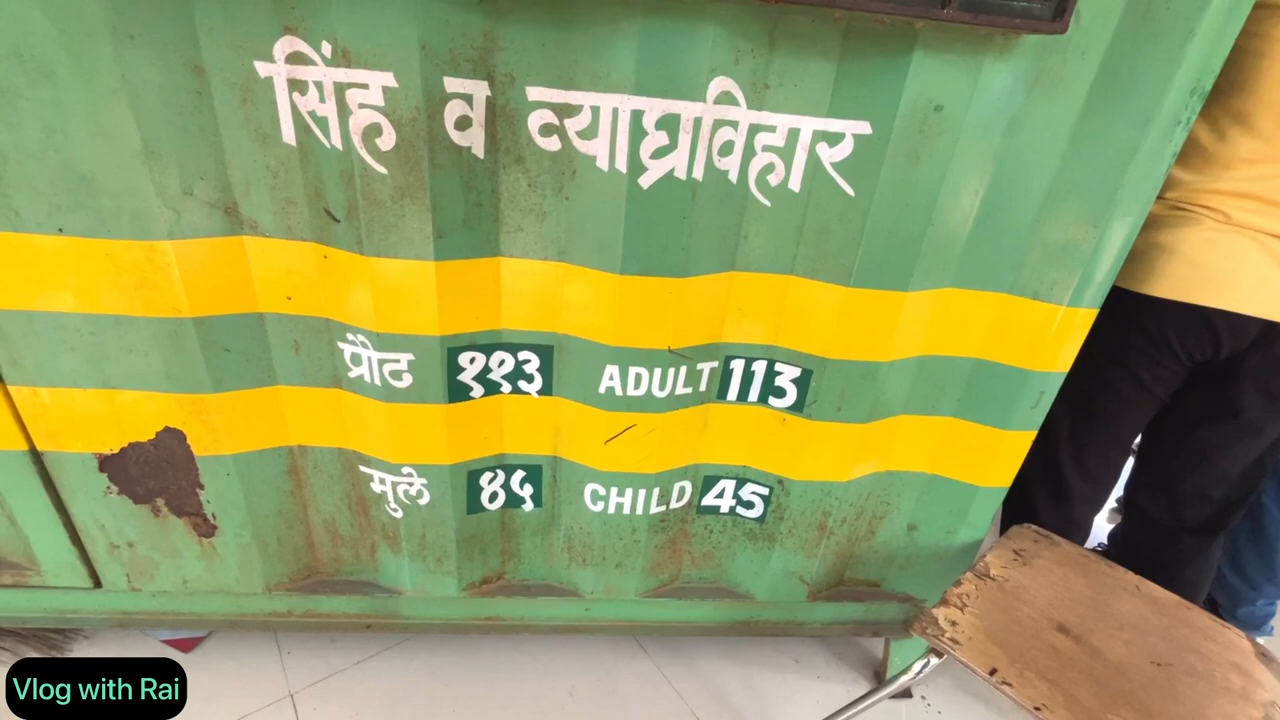 सिंह व व्याघ्रविहार
प्रौढ ११३ ADULT 113
मुले ४५ CHILD 45
Vlog with Rai